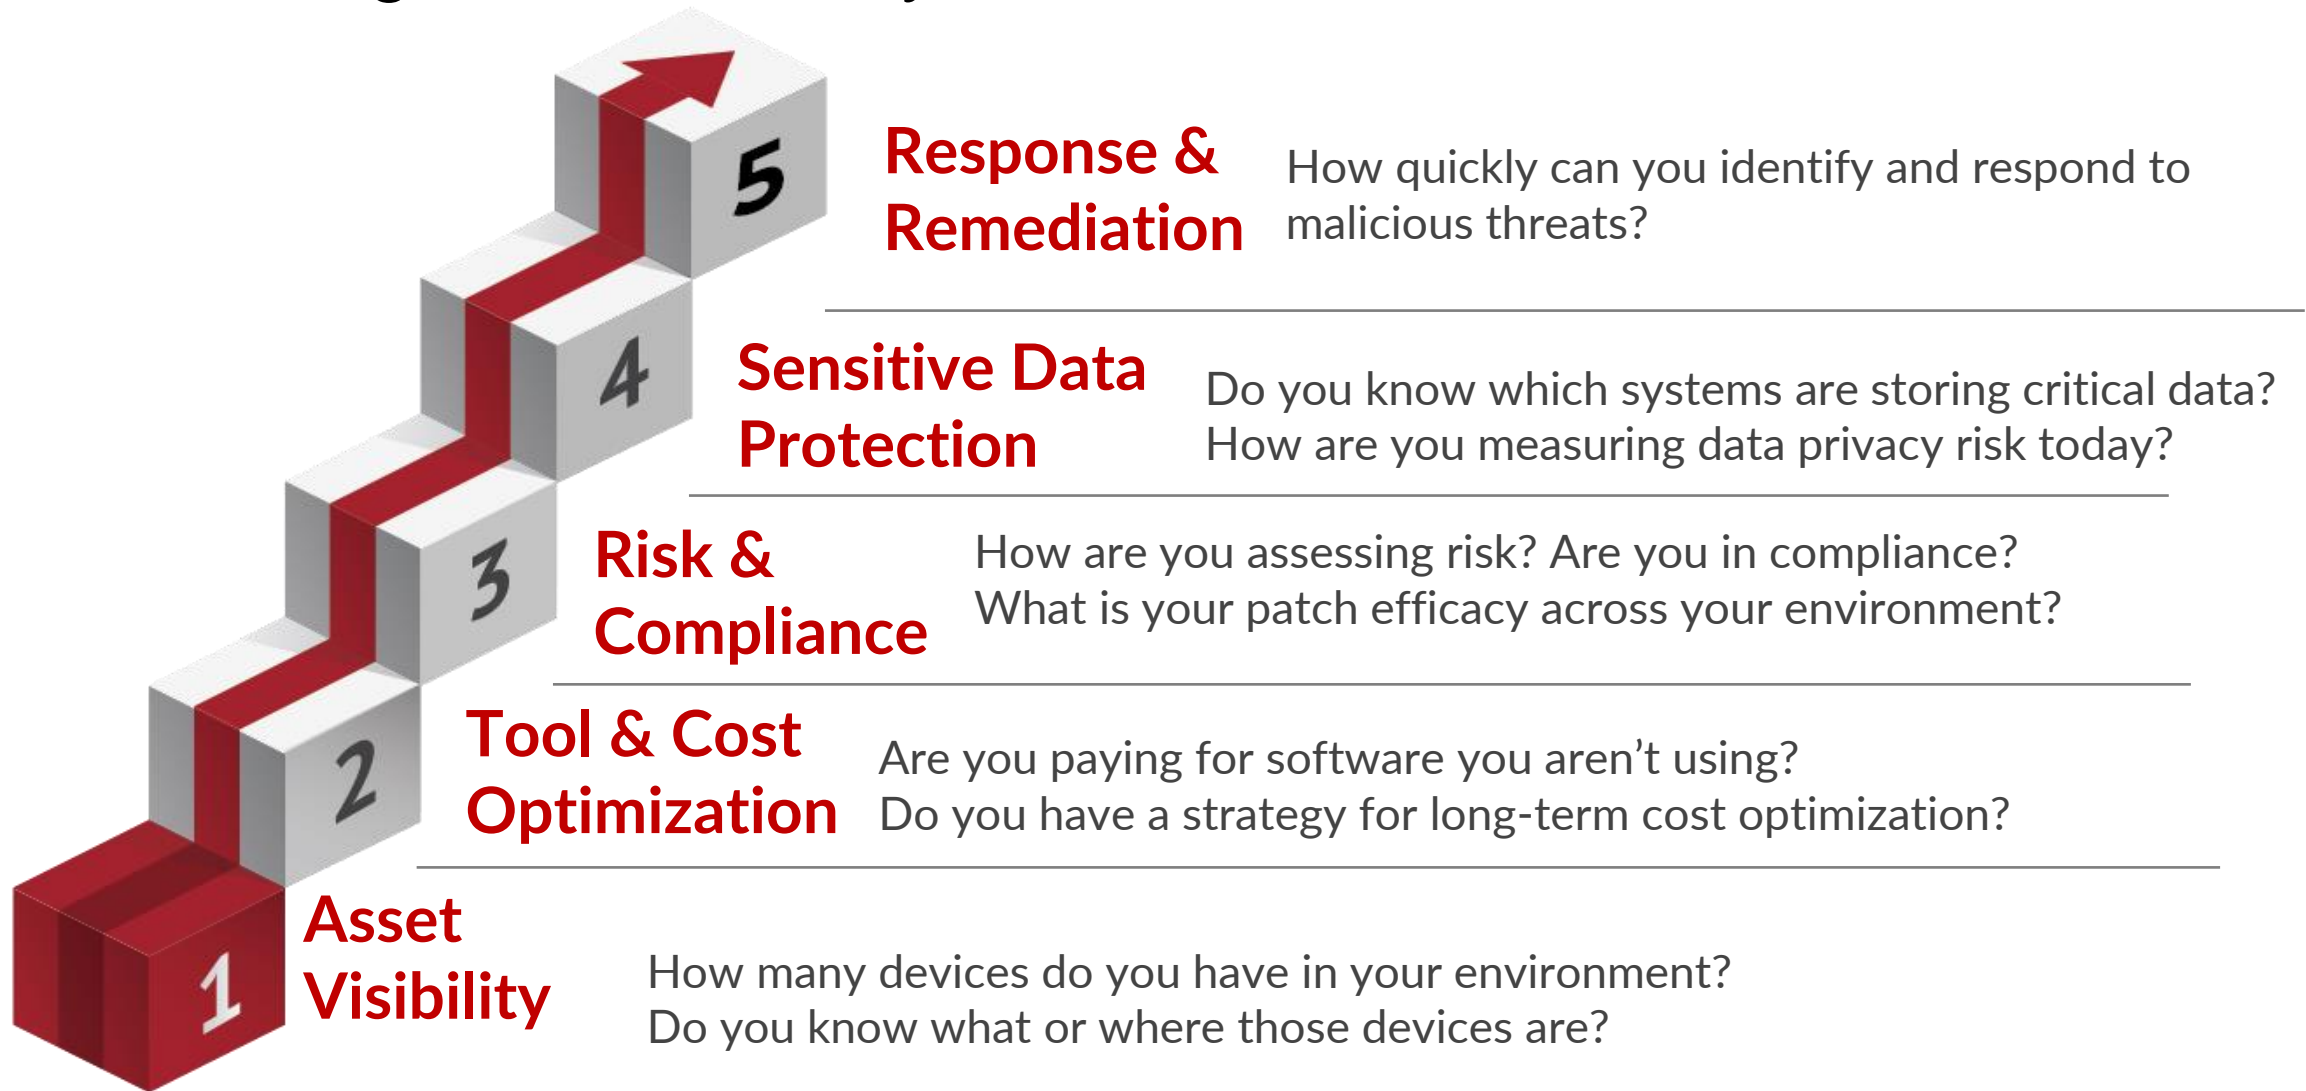 5
Response &
Remediation
How quickly can you identify and respond to
malicious threats?
4
Sensitive Data
Protection
Do you know which systems are storing critical data?
How are you measuring data privacy risk today?
3
Risk &
Compliance
How are you assessing risk? Are you in compliance?
What is your patch efficacy across your environment?
2
Tool & Cost
Optimization
Are you paying for software you aren’t using?
Do you have a strategy for long-term cost optimization?
1
Asset
Visibility
How many devices do you have in your environment?
Do you know what or where those devices are?